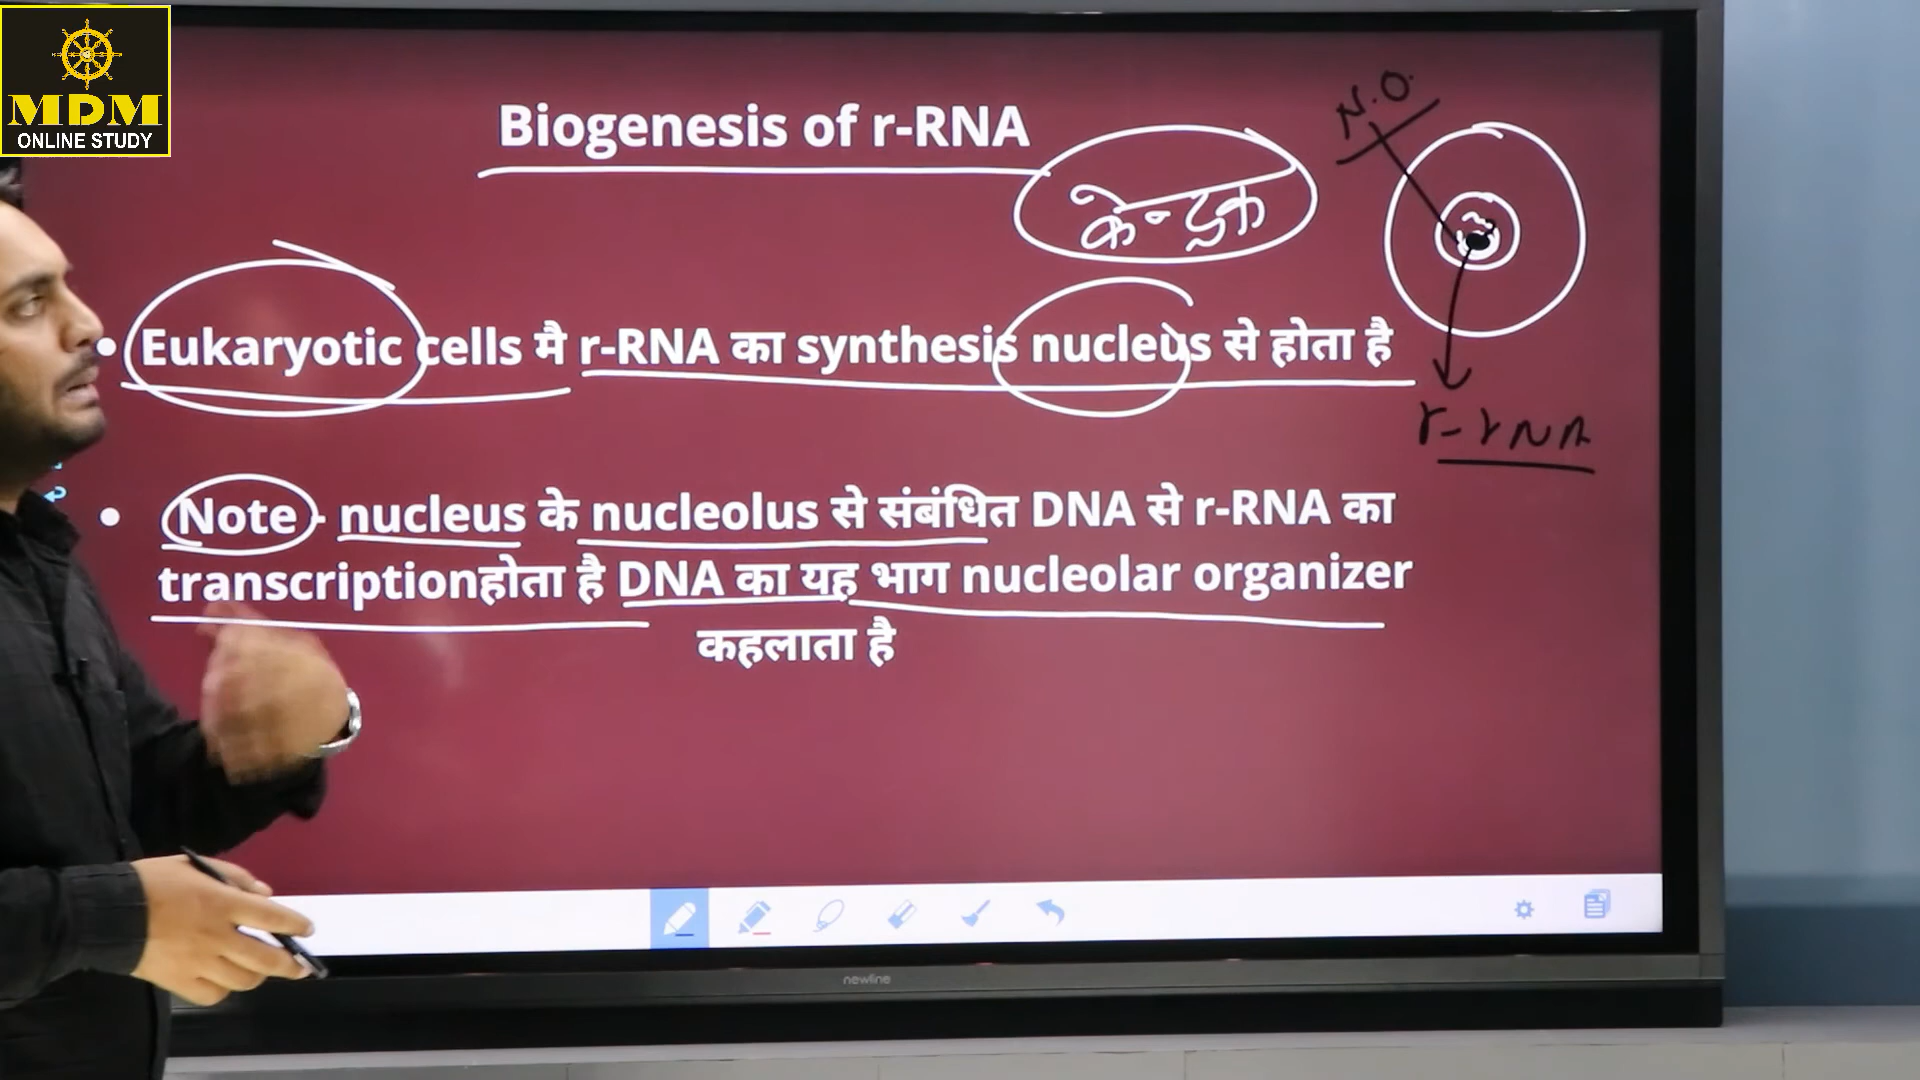 MDM
ONLINE STUDY
Biogenesis of r-RNA
केन्द्रक
N.O.
• Eukaryotic cells मै r-RNA का synthesis nucleus से होता है
r-rNA
• Note - nucleus के nucleolus से संबंधित DNA से r-RNA का
transcriptionहोता है DNA का यह भाग nucleolar organizer
कहलाता है
newline